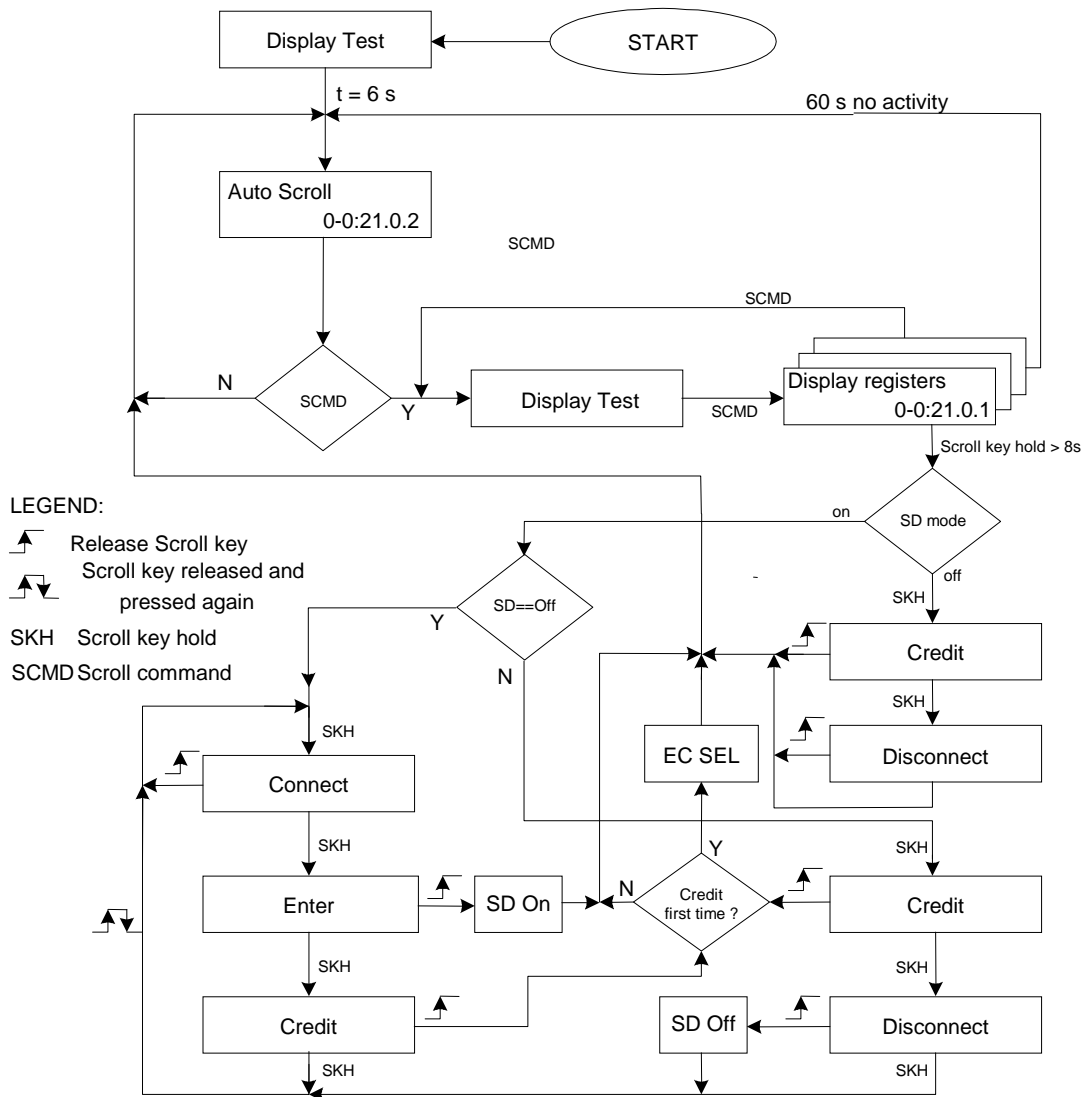 Display Test
START
t = 6 s
60 s no activity
Auto Scroll
0-0:21.0.2
SCMD
SCMD
N
SCMD
Y
Display Test
SCMD
Display registers
0-0:21.0.1
Scroll key hold > 8s
on
SD mode
off
LEGEND:
Release Scroll key
Scroll key released and
pressed again
SKH Scroll key hold
SCMD Scroll command
SD==Off
Y
N
SKH
Credit
SKH
Disconnect
SKH
Connect
EC SEL
SKH
Y
SKH
Enter
SD On
N
Credit
first time ?
Credit
SKH
SKH
Credit
SD Off
Disconnect
SKH
SKH